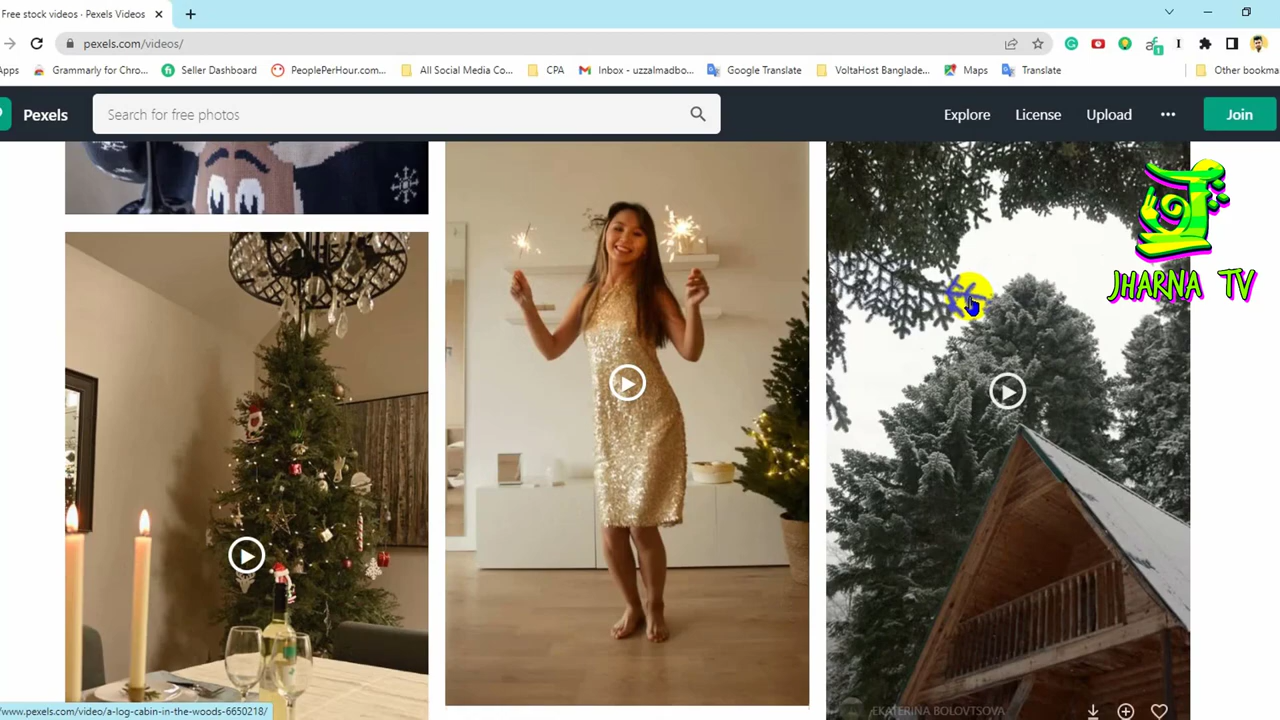 Free stock videos · Pexels Videos
pexels.com/videos/
Apps
Grammarly for Chro...
Seller Dashboard
PeoplePerHour.com...
All Social Media Co...
CPA
Inbox - uzzalmadbo...
Google Translate
VoltaHost Banglade...
Maps
Translate
Other bookma
Pexels
Search for free photos
Explore
License
Upload
Join
JHARNA TV
EKATERINA BOLOVTSOVA
www.pexels.com/video/a-log-cabin-in-the-woods-6650218/